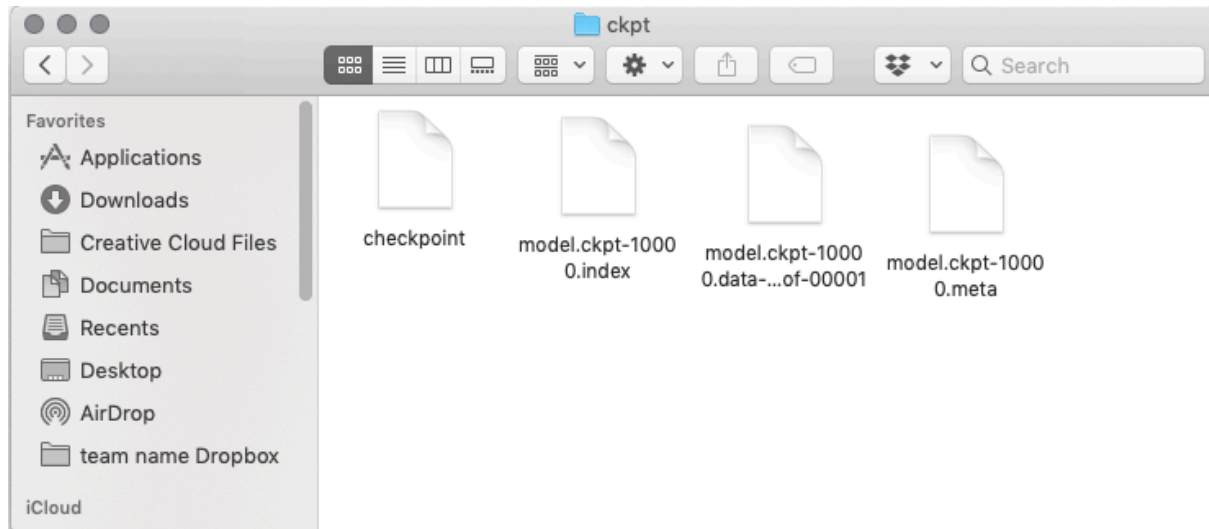 ckpt
Search
Favorites
Applications
Downloads
Creative Cloud Files
Documents
Recents
Desktop
AirDrop
team name Dropbox
iCloud
checkpoint
model.ckpt-1000
0.index
model.ckpt-1000
0.data-...of-00001
model.ckpt-1000
0.meta